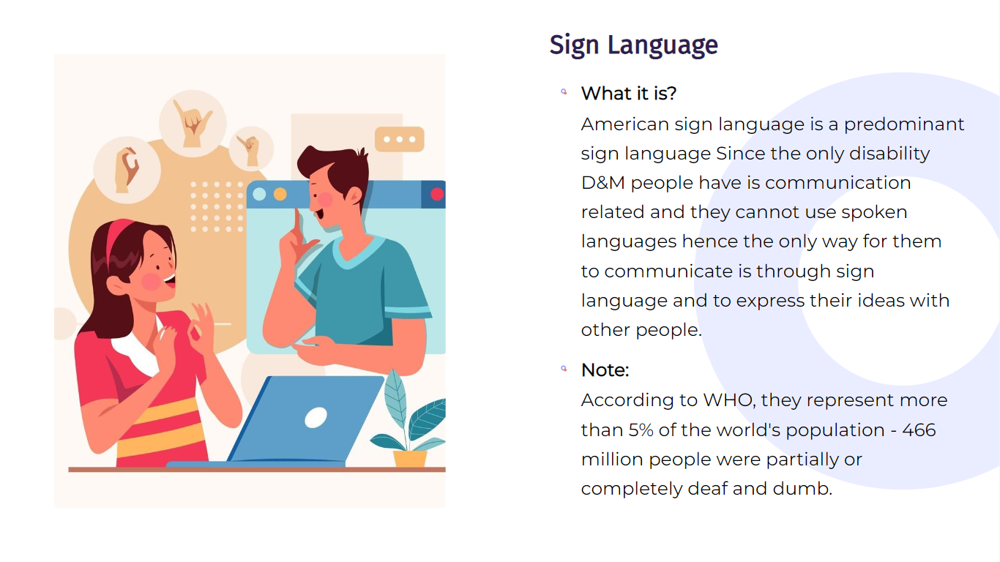 Sign Language
What it is?
American sign language is a predominant
sign language Since the only disability
D&M people have is communication
related and they cannot use spoken
languages hence the only way for them
to communicate is through sign
language and to express their ideas with
other people.
Note:
According to WHO, they represent more
than 5% of the world's population - 466
million people were partially or
completely deaf and dumb.